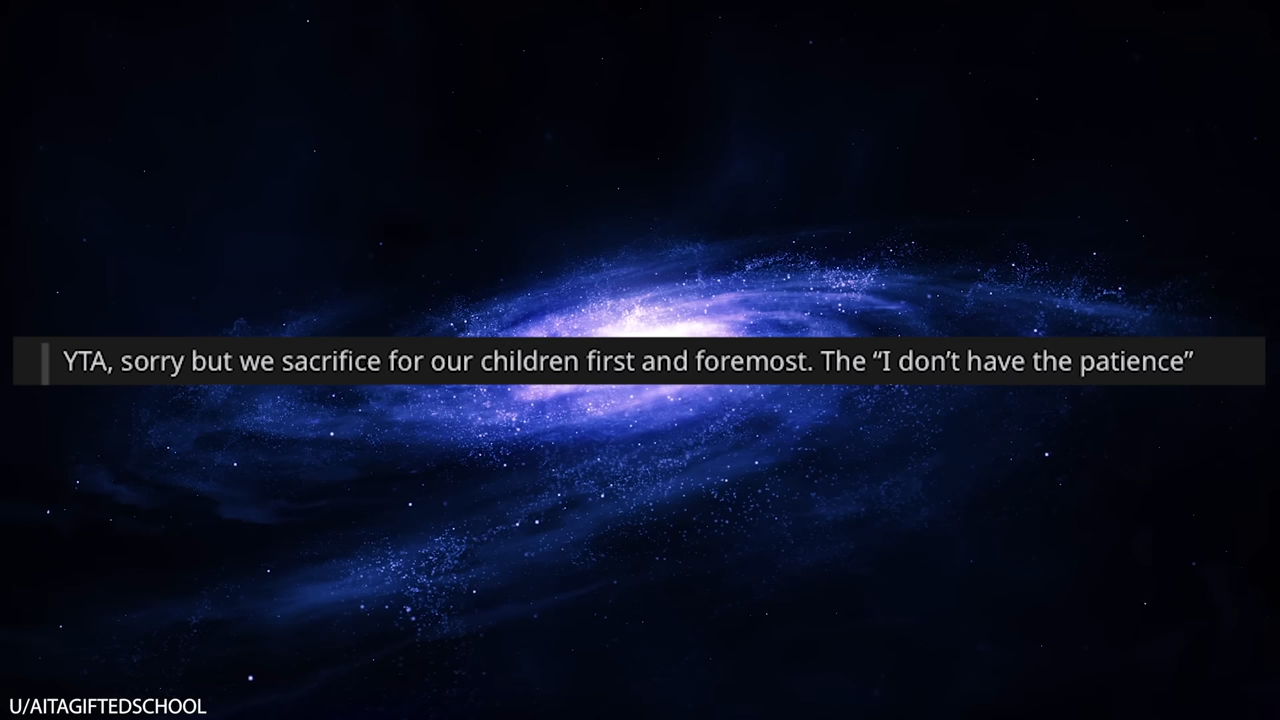 YTA, sorry but we sacrifice for our children first and foremost. The “I don’t have the patience”
U/AITAGIFTEDSCHOOL